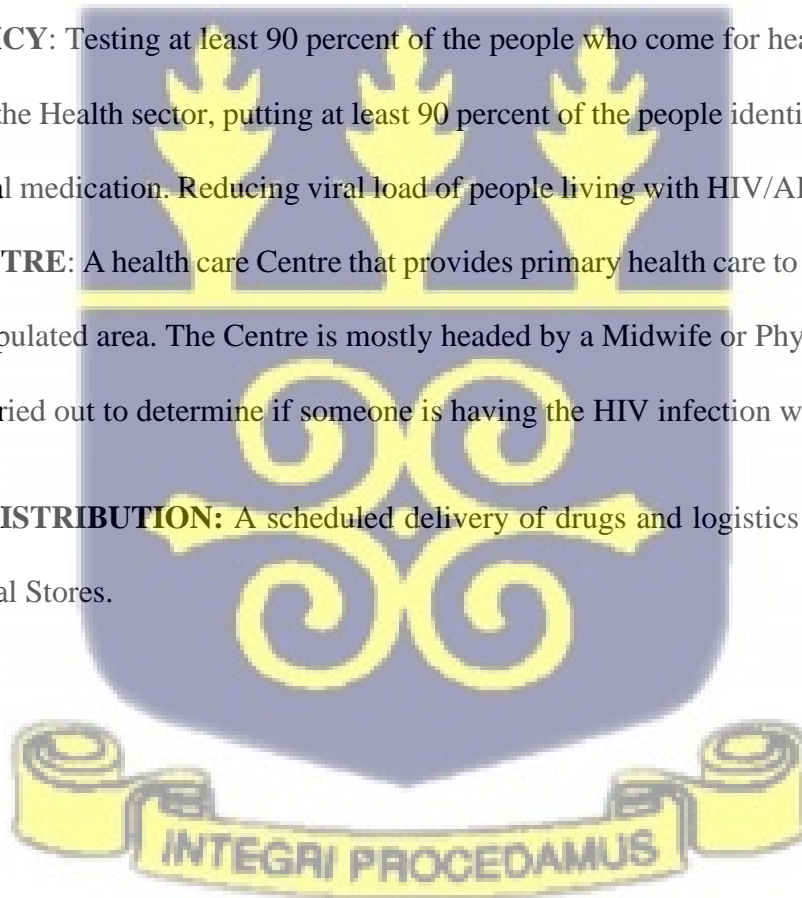 ICY: Testing at least 90 percent of the people who come for hea
the Health sector, putting at least 90 percent of the people identi
al medication. Reducing viral load of people living with HIV/AI
TRE: A health care Centre that provides primary health care to
pulated area. The Centre is mostly headed by a Midwife or Phy
ried out to determine if someone is having the HIV infection w
ISTRIBUTION: A scheduled delivery of drugs and logistics
al Stores.
INTEGRI PROCEDAMUS